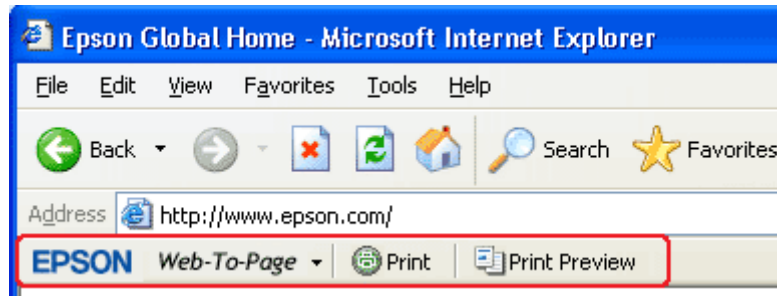 Epson Global Home - Microsoft Internet Explorer
File Edit View Favorites Tools Help
Back Search Favorites
Address http://www.epson.com/
EPSON Web-To-Page Print Print Preview